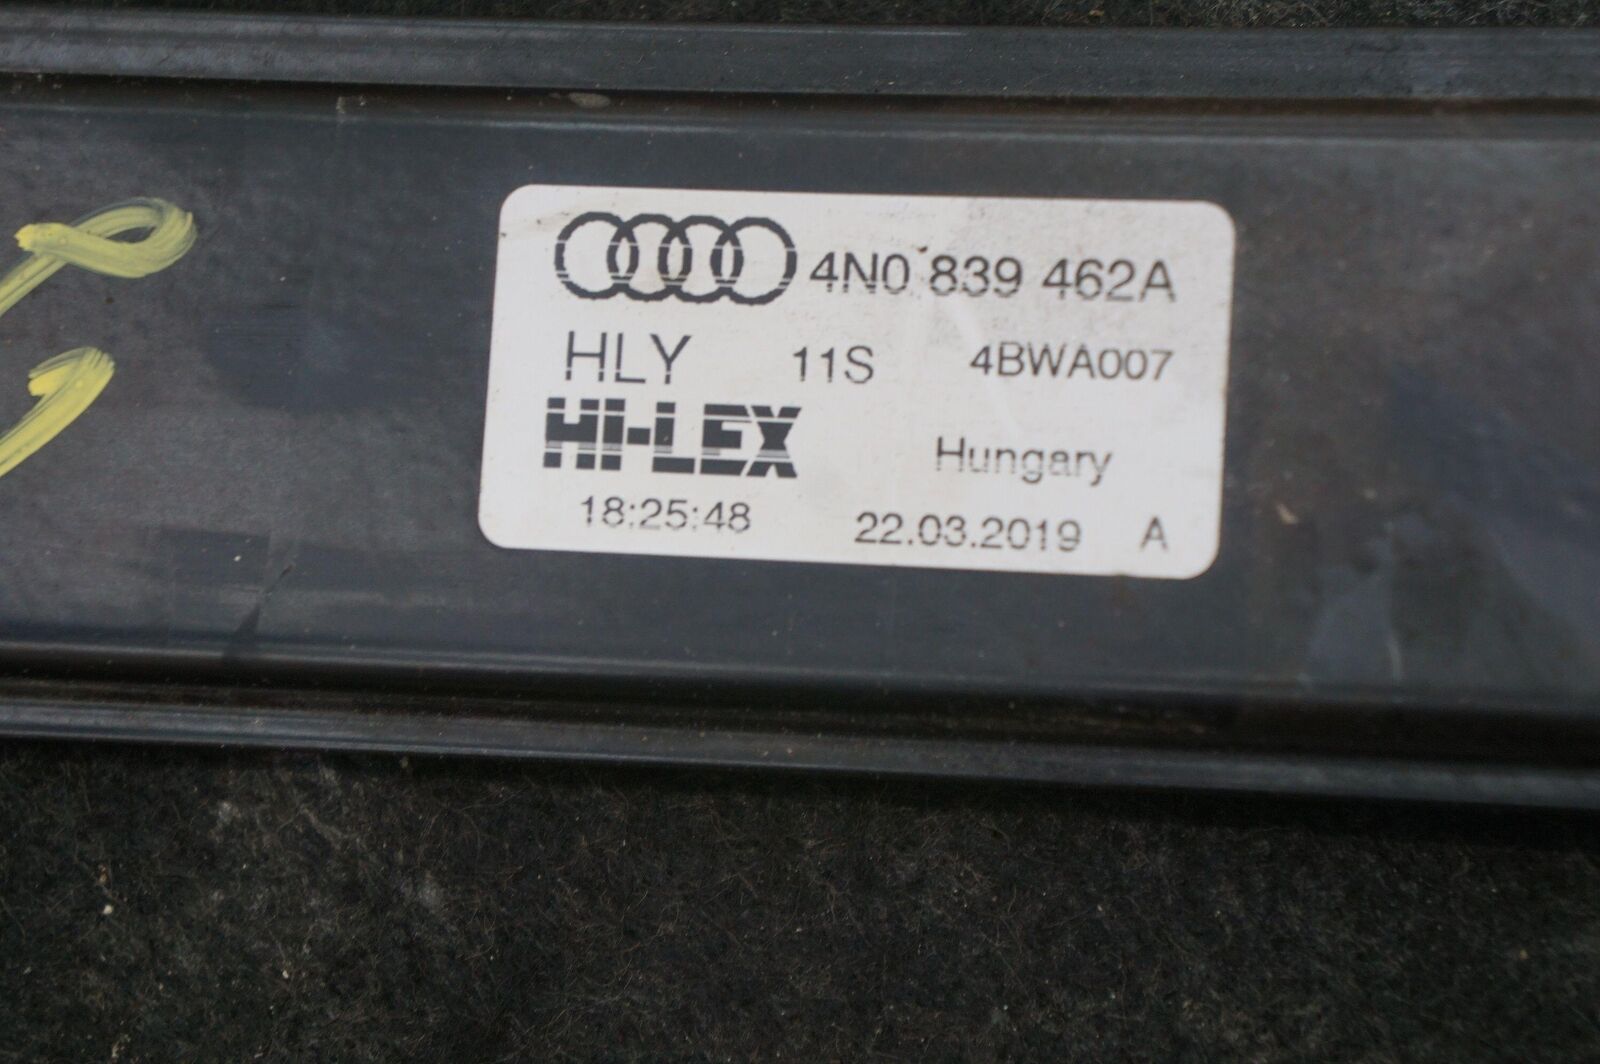 4N0 839 462A
HLY 11S 4BWA007
HI-LEX Hungary
18:25:48 22.03.2019 A